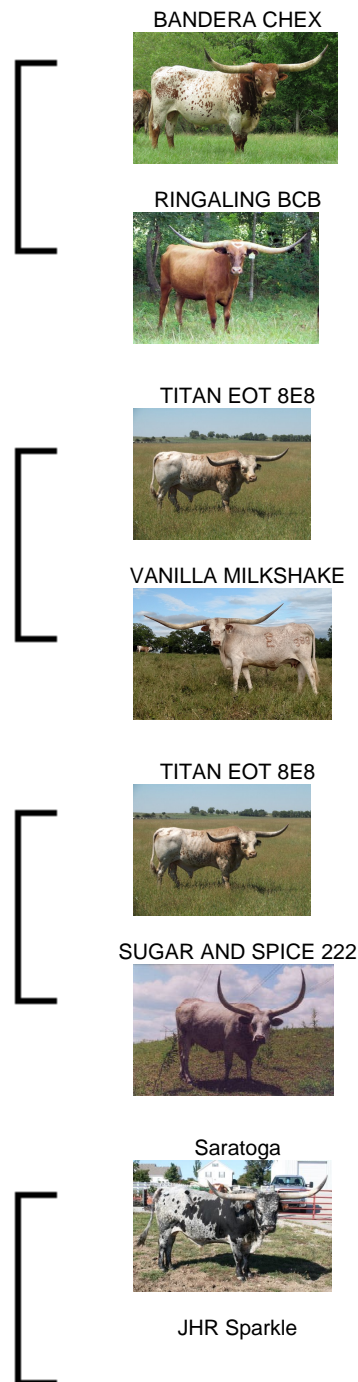 BANDERA CHEX
RINGALING BCB
TITAN EOT 8E8
VANILLA MILKSHAKE
TITAN EOT 8E8
SUGAR AND SPICE 222
Saratoga
JHR Sparkle